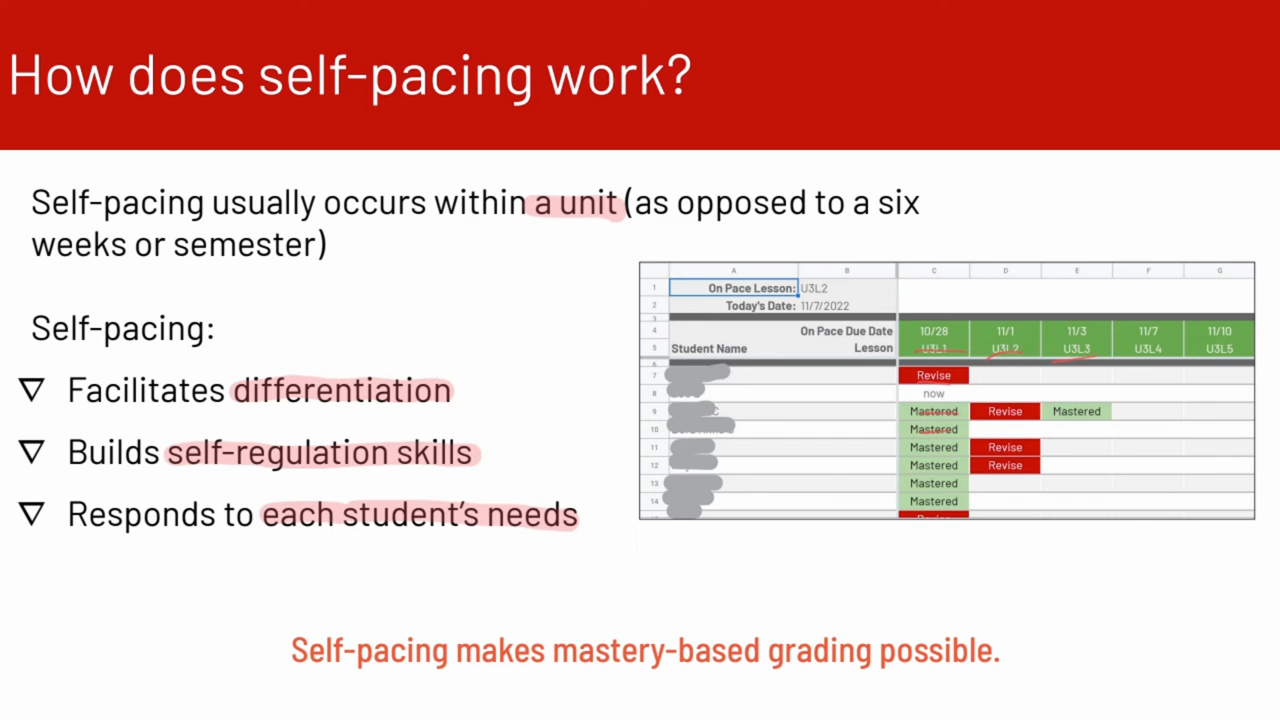 How does self-pacing work?
Self-pacing usually occurs within a unit (as opposed to a six
weeks or semester)
Self-pacing:
▽ Facilitates differentiation
▽ Builds self-regulation skills
▽ Responds to each student's needs
A B C D E F G
1 On Pace Lesson: U3L2
2 Today's Date: 11/7/2022
3
4 On Pace Due Date 10/28 11/1 11/3 11/7 11/10
5 Student Name Lesson U3L1 U3L2 U3L3 U3L4 U3L5
6
7 Revise
8 now
9 Mastered Revise Mastered
10 Mastered
11 Mastered Revise
12 Mastered Revise
13 Mastered
14 Mastered
Self-pacing makes mastery-based grading possible.